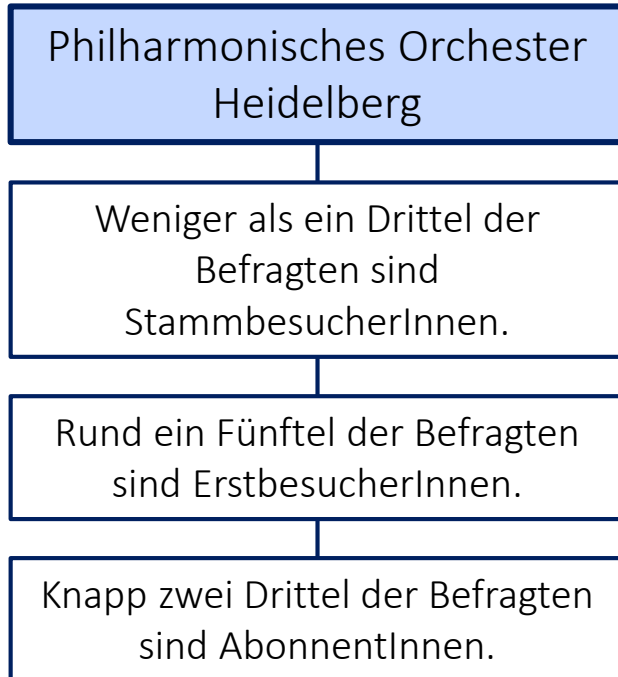 Philharmonisches Orchester
Heidelberg
Weniger als ein Drittel der
Befragten sind
StammbesucherInnen.
Rund ein Fünftel der Befragten
sind ErstbesucherInnen.
Knapp zwei Drittel der Befragten
sind AbonnentInnen.